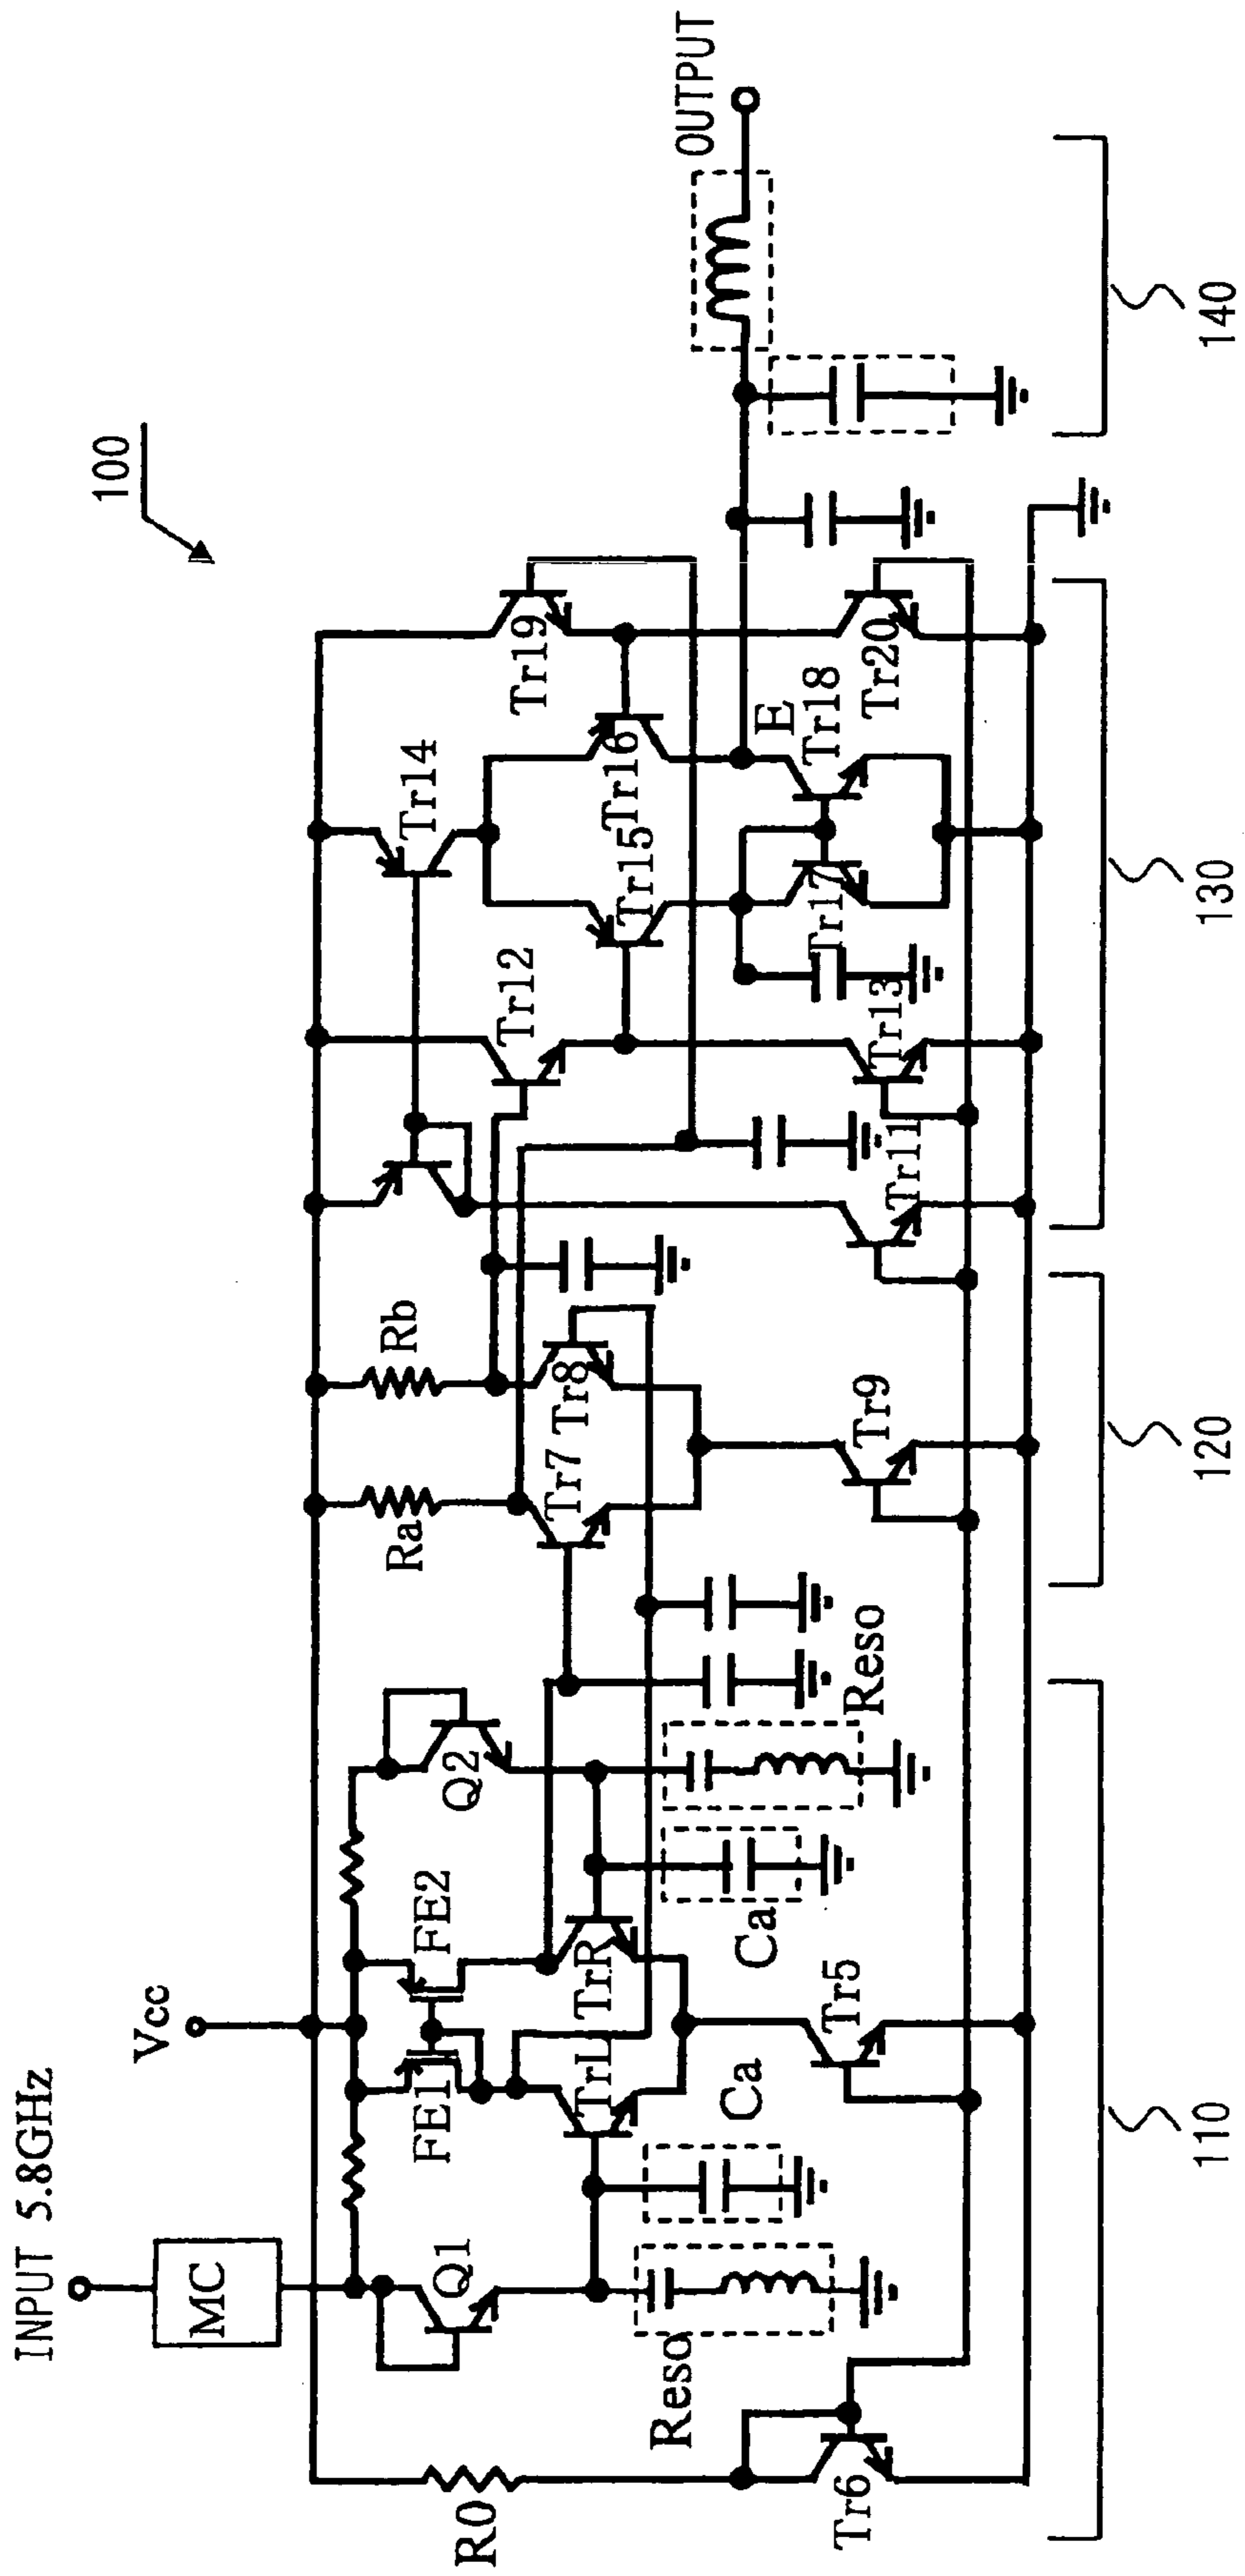 100
INPUT 5.8GHz
MC
Vcc
OUTPUT
R0
Tr6
Q1
Reso
FE1
FE2
TrL
TrR
Ca
Ca
Tr5
Q2
Reso
Ra
Rb
Tr7
Tr8
Tr9
Tr11
Tr12
Tr13
Tr14
Tr15
Tr16
Tr17
Tr18
E
Tr19
Tr20
110
120
130
140